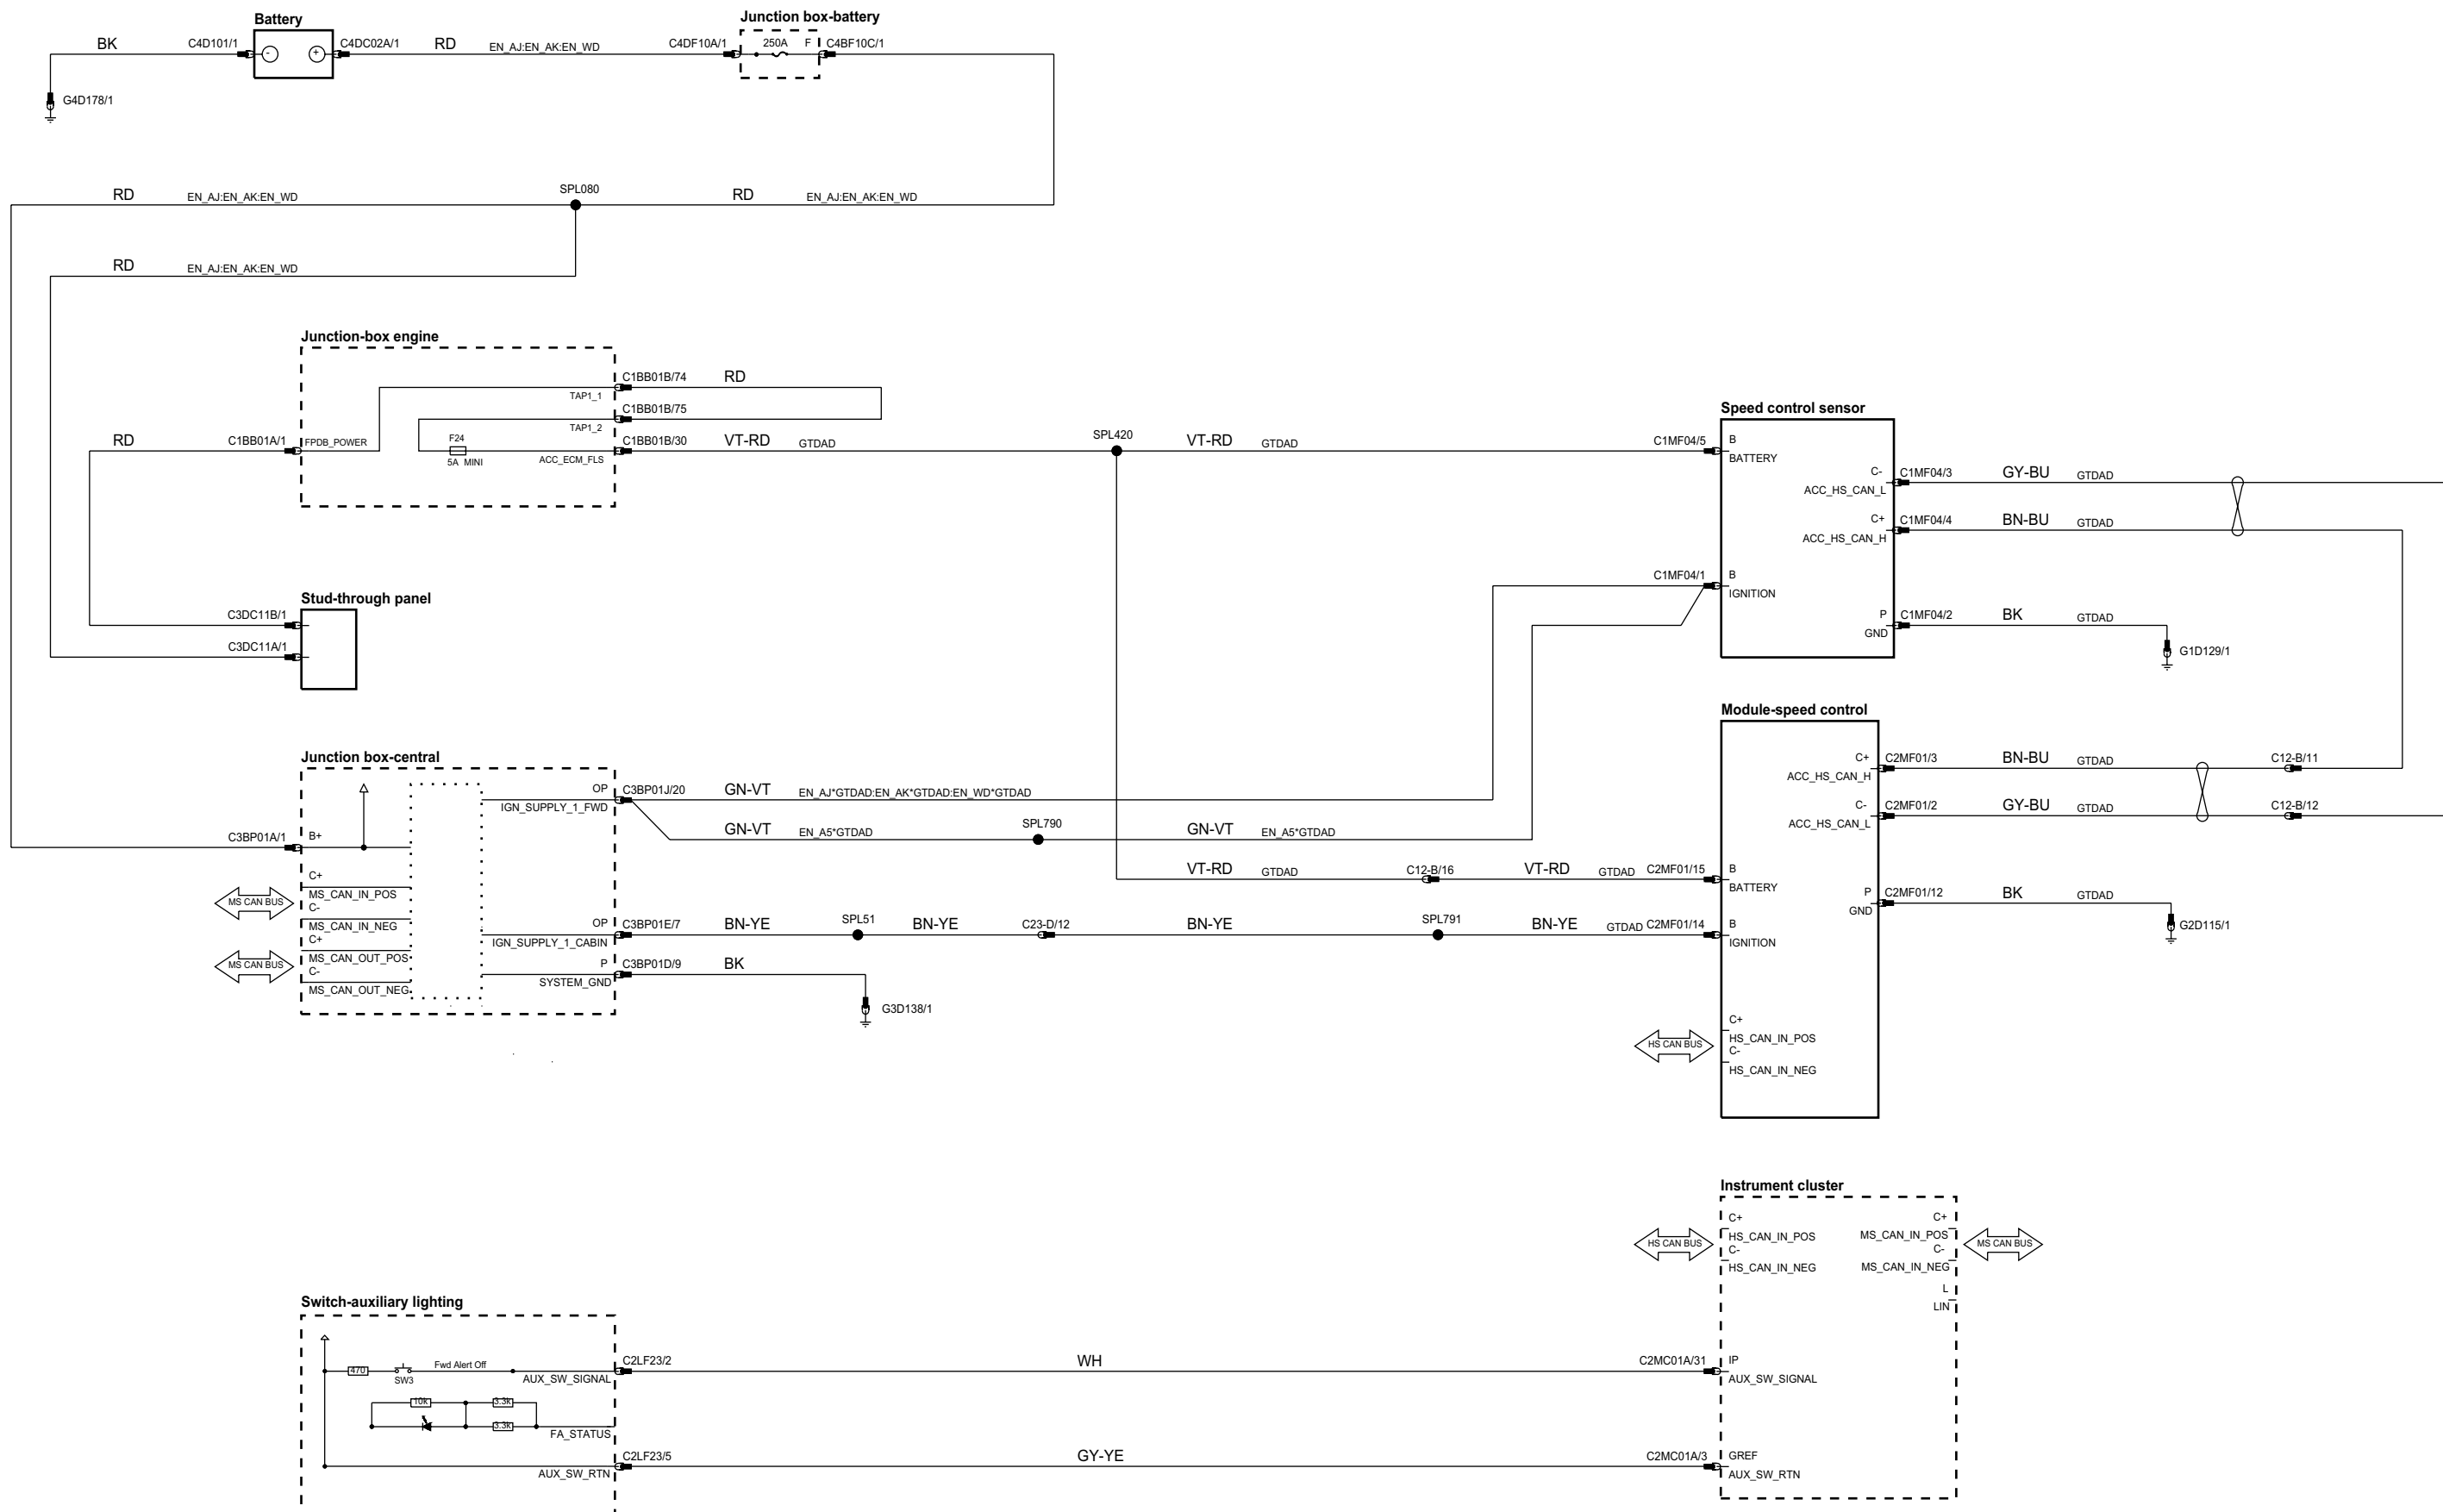 Battery
Junction box-battery
BK
C4D101/1
-
+
C4DC02A/1
RD
EN_AJ:EN_AK:EN_WD
C4DF10A/1
250A
F
C4BF10C/1
G4D178/1
RD
EN_AJ:EN_AK:EN_WD
SPL080
RD
EN_AJ:EN_AK:EN_WD
RD
EN_AJ:EN_AK:EN_WD
Junction-box engine
C1BB01B/74
RD
TAP1_1
C1BB01B/75
TAP1_2
RD
C1BB01A/1
FPDB_POWER
F24
5A MINI
ACC_ECM_FLS
C1BB01B/30
VT-RD
GTDAD
SPL420
VT-RD
GTDAD
C1MF04/5
Speed control sensor
B
BATTERY
C-
ACC_HS_CAN_L
C1MF04/3
GY-BU
GTDAD
C+
ACC_HS_CAN_H
C1MF04/4
BN-BU
GTDAD
C1MF04/1
B
IGNITION
P
GND
C1MF04/2
BK
GTDAD
G1D129/1
Stud-through panel
C3DC11B/1
C3DC11A/1
Module-speed control
C+
ACC_HS_CAN_H
C2MF01/3
BN-BU
GTDAD
C12-B/11
C-
ACC_HS_CAN_L
C2MF01/2
GY-BU
GTDAD
C12-B/12
Junction box-central
OP
IGN_SUPPLY_1_FWD
C3BP01J/20
GN-VT
EN_AJ*GTDAD:EN_AK*GTDAD:EN_WD*GTDAD
GN-VT
EN_A5*GTDAD
SPL790
GN-VT
EN_A5*GTDAD
C3BP01A/1
B+
VT-RD
GTDAD
C12-B/16
VT-RD
GTDAD
C2MF01/15
B
BATTERY
P
GND
C2MF01/12
BK
GTDAD
G2D115/1
MS CAN BUS
C+
MS_CAN_IN_POS
C-
MS_CAN_IN_NEG
MS CAN BUS
C+
MS_CAN_OUT_POS
C-
MS_CAN_OUT_NEG
OP
IGN_SUPPLY_1_CABIN
C3BP01E/7
BN-YE
SPL51
BN-YE
C23-D/12
BN-YE
SPL791
BN-YE
GTDAD
C2MF01/14
B
IGNITION
P
SYSTEM_GND
C3BP01D/9
BK
G3D138/1
HS CAN BUS
C+
HS_CAN_IN_POS
C-
HS_CAN_IN_NEG
Instrument cluster
HS CAN BUS
C+
HS_CAN_IN_POS
C-
HS_CAN_IN_NEG
C+
MS_CAN_IN_POS
C-
MS_CAN_IN_NEG
MS CAN BUS
L
LIN
Switch-auxiliary lighting
470
SW3
Fwd Alert Off
AUX_SW_SIGNAL
C2LF23/2
WH
C2MC01A/31
IP
AUX_SW_SIGNAL
10k
3.3k
3.3k
FA_STATUS
AUX_SW_RTN
C2LF23/5
GY-YE
C2MC01A/3
GREF
AUX_SW_RTN